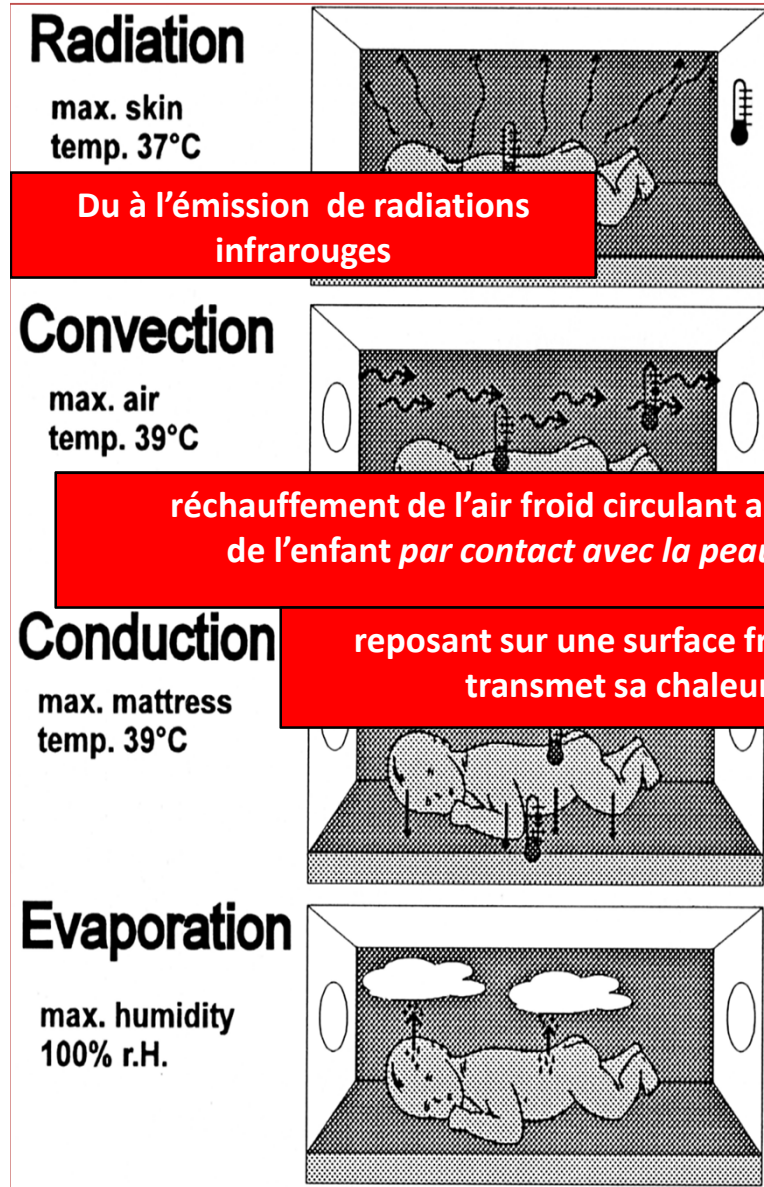 Radiation
max. skin
temp. 37°C
Du à l’émission de radiations
infrarouges
Convection
max. air
temp. 39°C
réchauffement de l’air froid circulant a
de l’enfant par contact avec la peau
Conduction
reposant sur une surface fr
transmet sa chaleur
max. mattress
temp. 39°C
Evaporation
max. humidity
100% r.H.